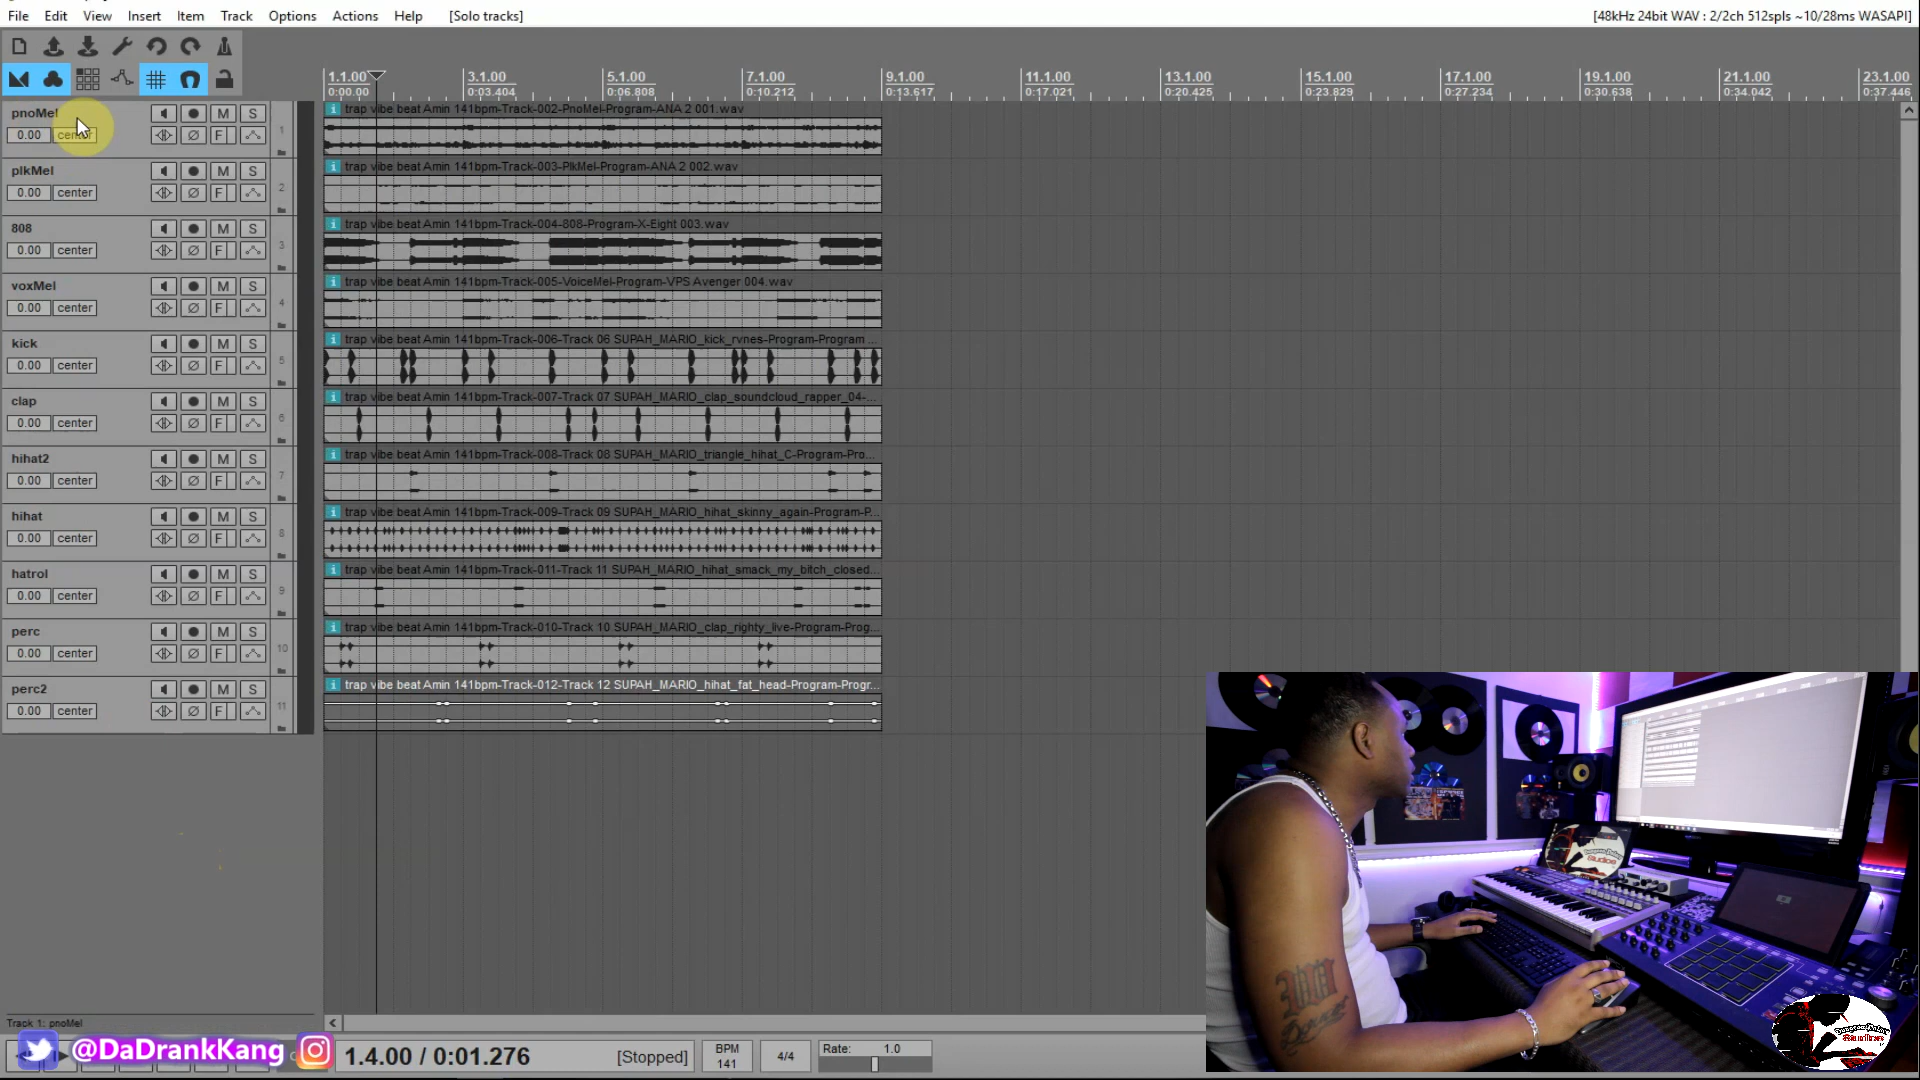 File Edit View Insert Item Track Options Actions Help [Solo tracks] [48kHz 24bit WAV : 2/2ch 512spls ~10/28ms WASAPI]
1.1.00 3.1.00 5.1.00 7.1.00 9.1.00 11.1.00 13.1.00 15.1.00 17.1.00 19.1.00 21.1.00 23.1.00
0:00.00 0:03.404 0:06.808 0:10.212 0:13.617 0:17.021 0:20.425 0:23.829 0:27.234 0:30.638 0:34.042 0:37.446
trap vibe beat Amin 141bpm-Track-002-PnoMel-Program-ANA 2 001.wav
pnoMel M S
0.00 center F 1
trap vibe beat Amin 141bpm-Track-003-PlkMel-Program-ANA 2 002.wav
plkMel M S
0.00 center F 2
trap vibe beat Amin 141bpm-Track-004-808-Program-X-Eight 003.wav
808 M S
0.00 center F 3
trap vibe beat Amin 141bpm-Track-005-VoiceMel-Program-VPS Avenger 004.wav
voxMel M S
0.00 center F 4
trap vibe beat Amin 141bpm-Track-006-Track 06 SUPAH_MARIO_kick_rvnes-Program-Program ...
kick M S
0.00 center F 5
trap vibe beat Amin 141bpm-Track-007-Track 07 SUPAH_MARIO_clap_soundcloud_rapper_04-...
clap M S
0.00 center F 6
trap vibe beat Amin 141bpm-Track-008-Track 08 SUPAH_MARIO_triangle_hihat_C-Program-Pro...
hihat2 M S
0.00 center F 7
trap vibe beat Amin 141bpm-Track-009-Track 09 SUPAH_MARIO_hihat_skinny_again-Program-P...
hihat M S
0.00 center F 8
trap vibe beat Amin 141bpm-Track-011-Track 11 SUPAH_MARIO_hihat_smack_my_bitch_closed...
hatrol M S
0.00 center F 9
trap vibe beat Amin 141bpm-Track-010-Track 10 SUPAH_MARIO_clap_righty_live-Program-Prog...
perc M S
0.00 center F 10
trap vibe beat Amin 141bpm-Track-012-Track 12 SUPAH_MARIO_hihat_fat_head-Program-Progr...
perc2 M S
0.00 center F 11
Track 1: pnoMel
@DaDrankKang
1.4.00 / 0:01.276 [Stopped]
BPM
141
4/4
Rate: 1.0